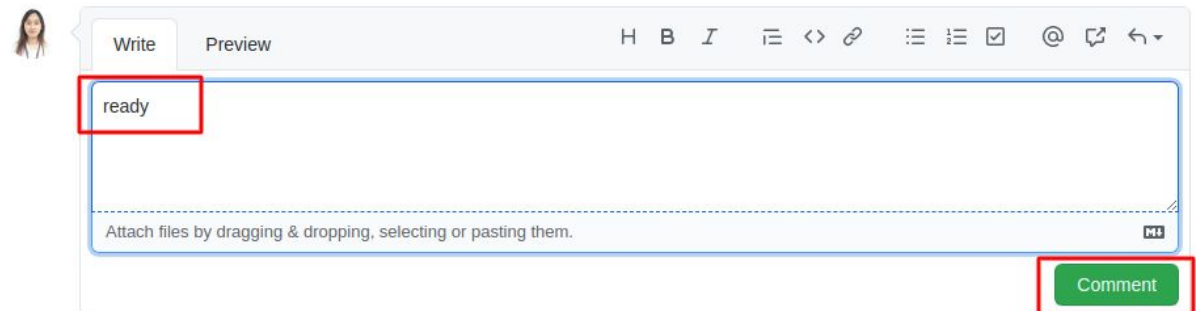 Write Preview H B I @
ready
Attach files by dragging & dropping, selecting or pasting them. M↓
Comment